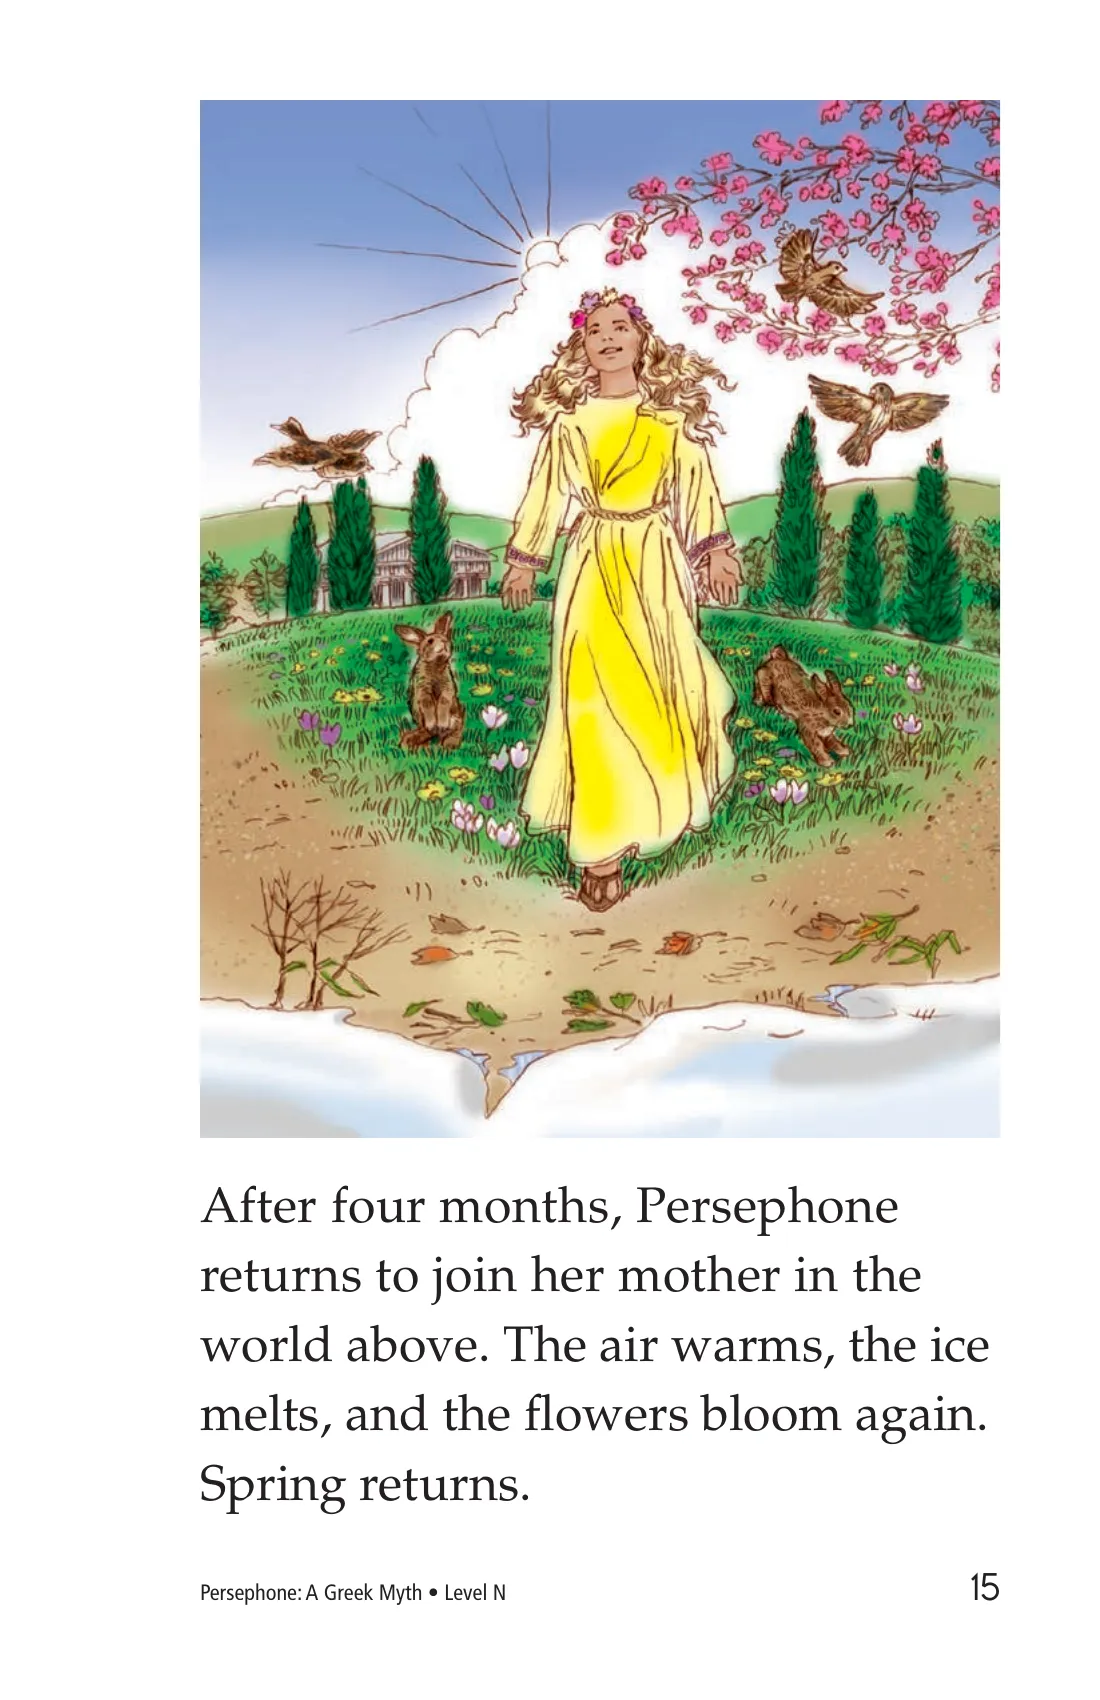 After four months, Persephone
returns to join her mother in the
world above. The air warms, the ice
melts, and the flowers bloom again.
Spring returns.
Persephone: A Greek Myth • Level N
15